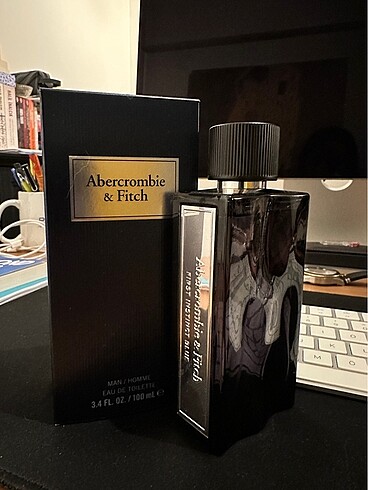 Abercrombie
& Fitch
MAN / HOMME
EAU DE TOILETTE
3.4 FL. OZ. / 100 mL ℮
Abercrombie & Fitch
FIRST INSTINCT BLUE